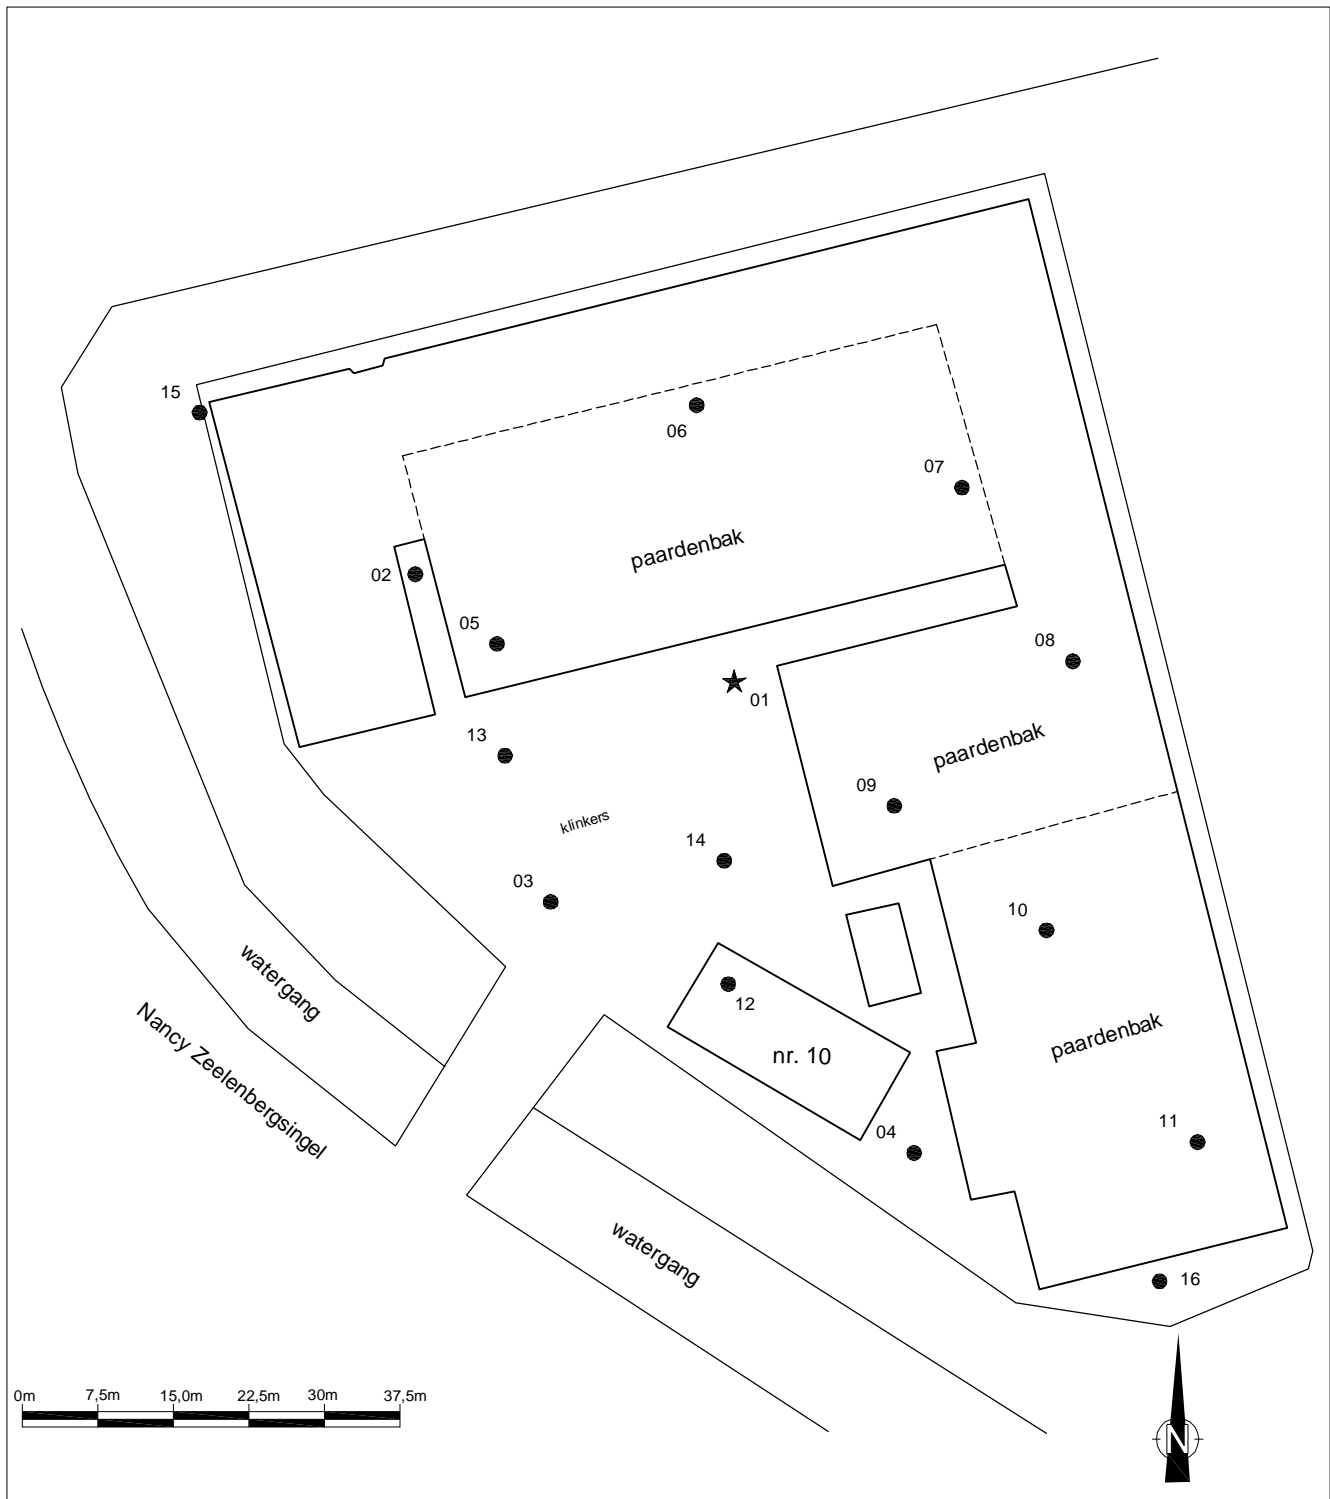 15
06
07
paardenbak
02
05
08
01
13
paardenbak
09
klinkers
14
03
10
watergang
12
Nancy Zeelenbergsingel
nr. 10
paardenbak
04
11
watergang
16
0m 7,5m 15,0m 22,5m 30m 37,5m
N